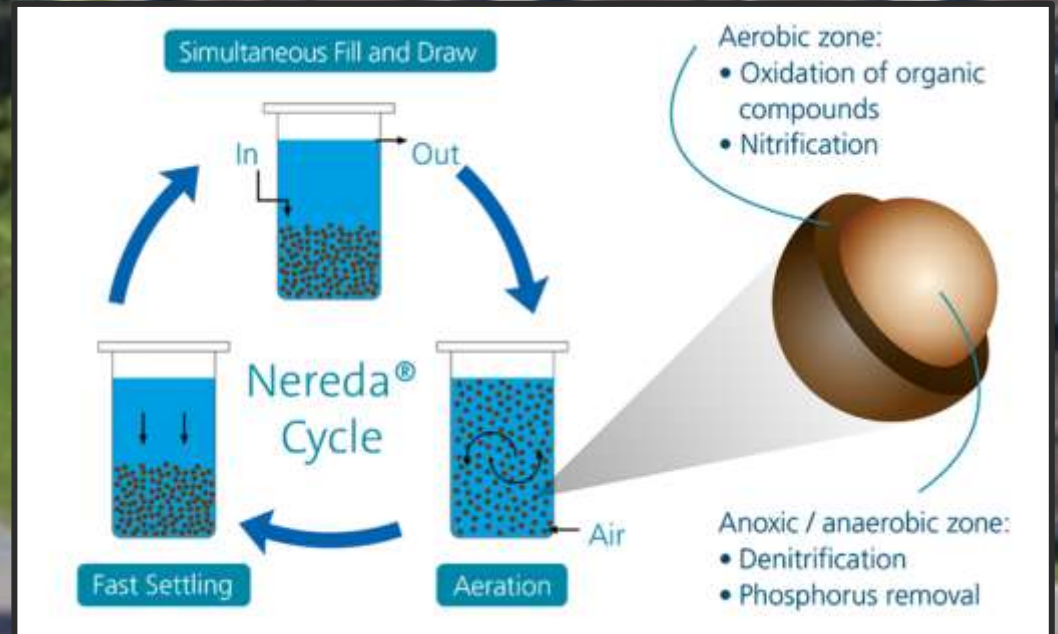 Simultaneous Fill and Draw
In
Out
Nereda®
Cycle
Air
Fast Settling
Aeration
Aerobic zone:
• Oxidation of organic
compounds
• Nitrification
Anoxic / anaerobic zone:
• Denitrification
• Phosphorus removal